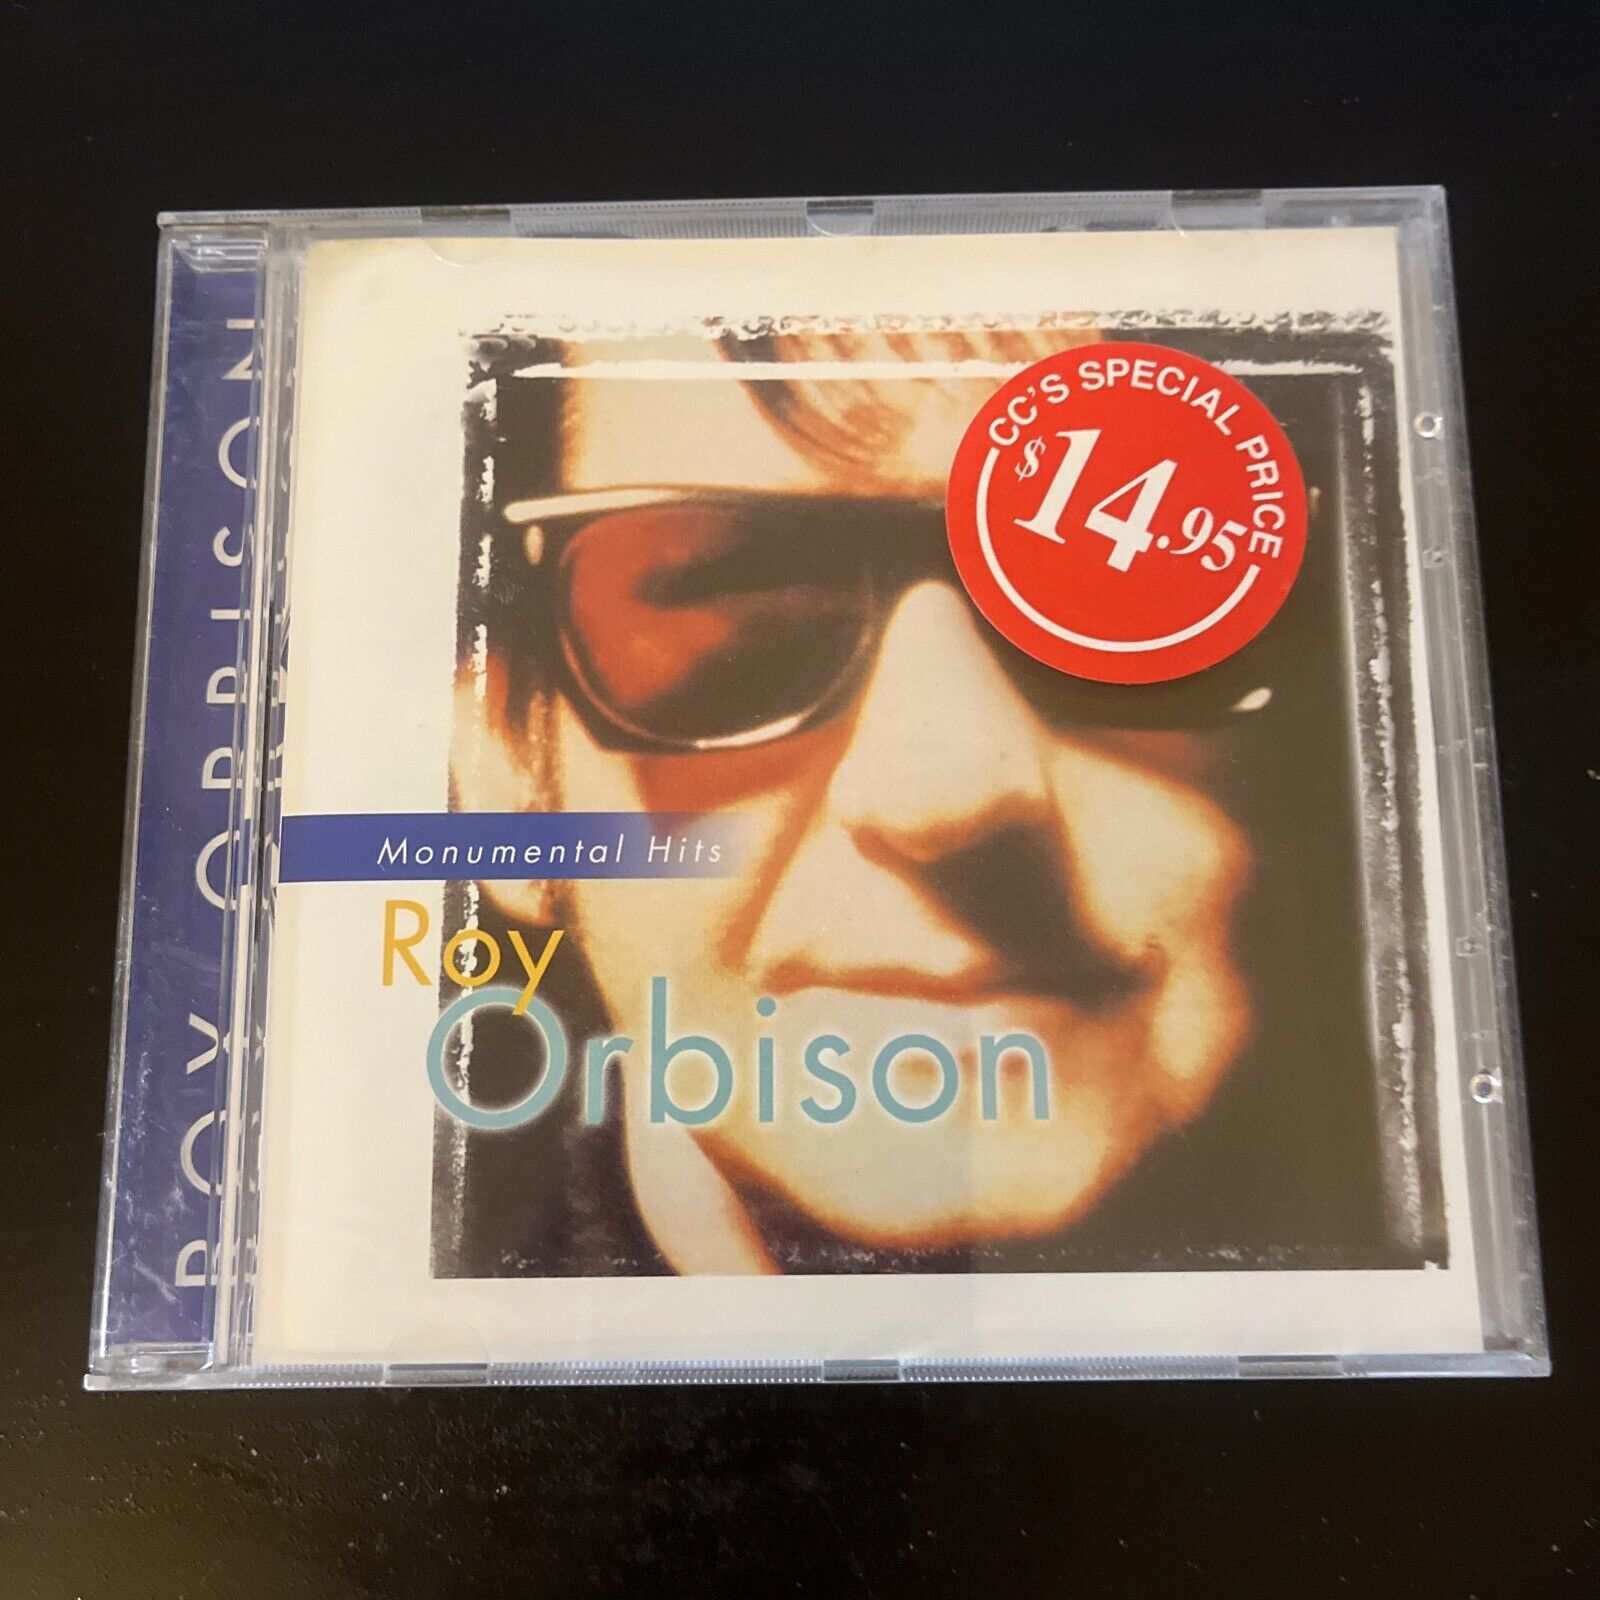 CC'S SPECIAL PRICE
$14.95
Monumental Hits
Roy
Orbison
ROY ORBISON